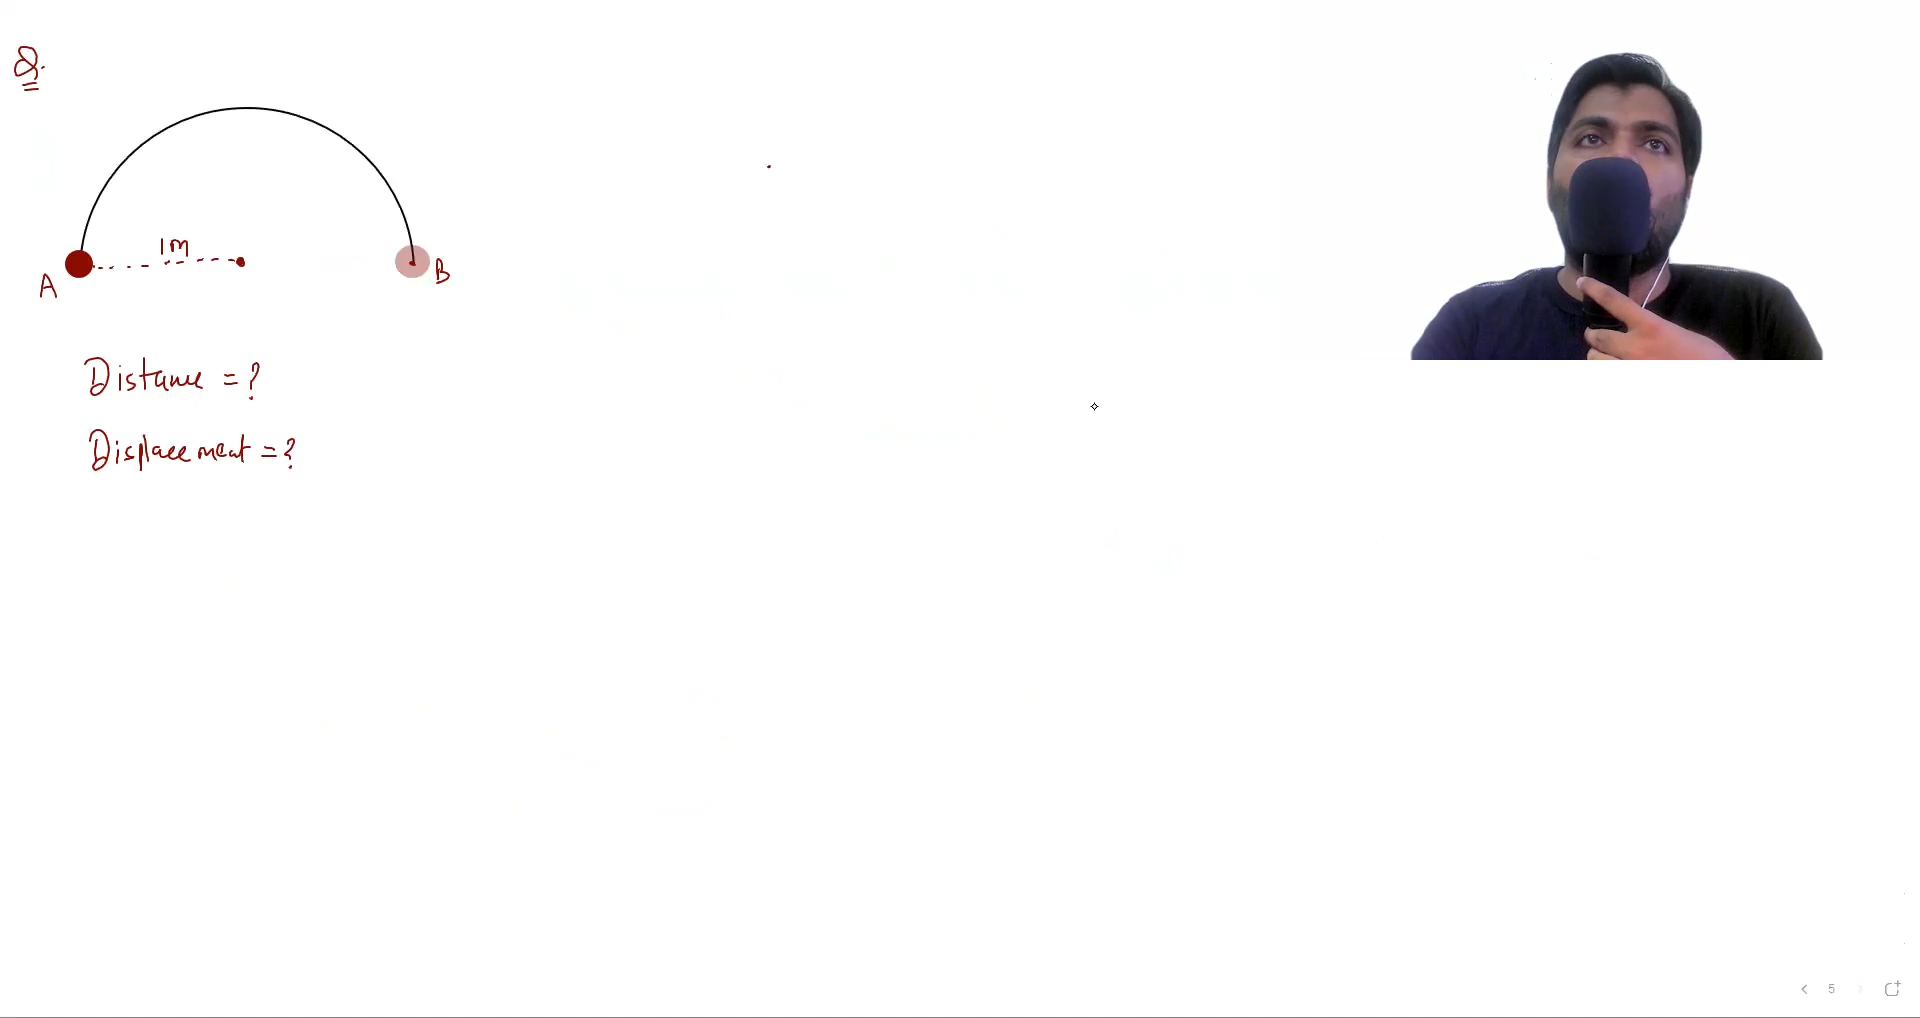 Q.
1m
A
B
Distance = ?
Displacement = ?
5